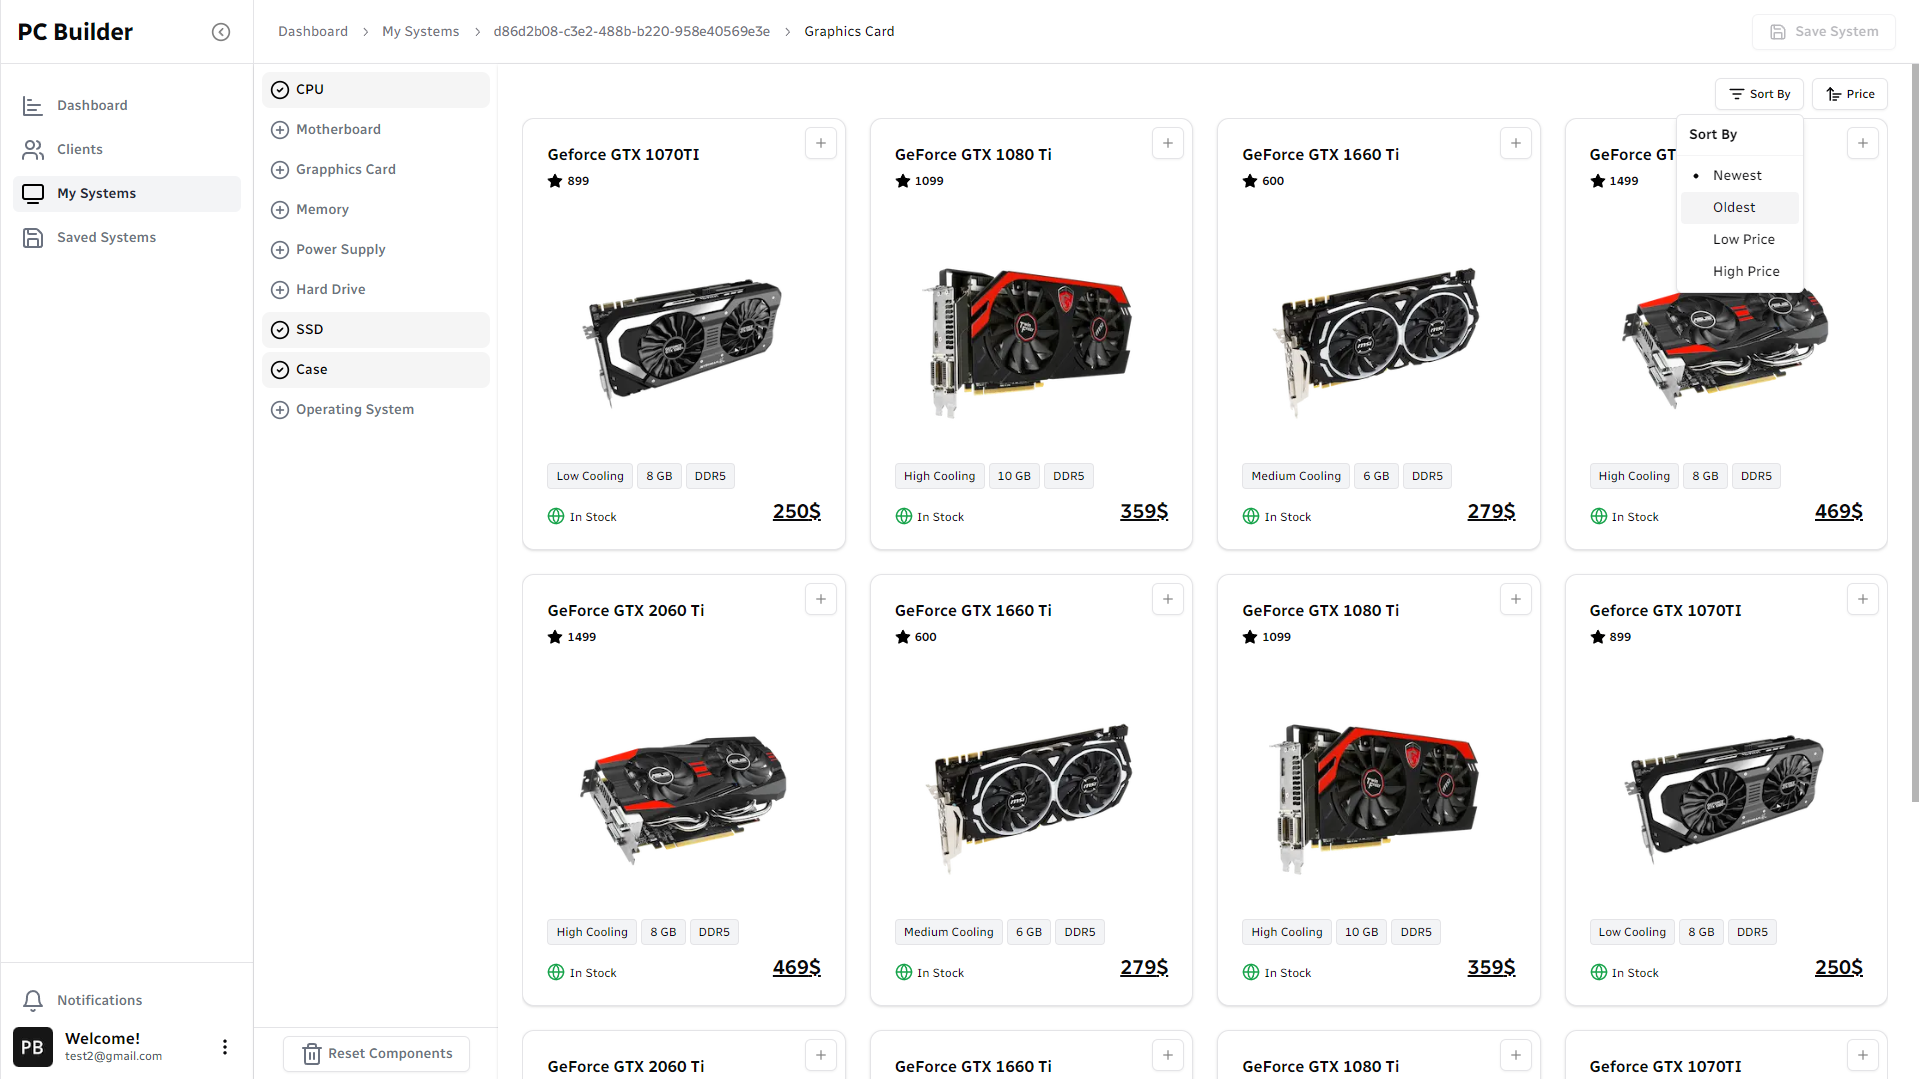 PC Builder
Dashboard
Clients
My Systems
Saved Systems
Notifications
PB
Welcome!
test2@gmail.com
Dashboard > My Systems > d86d2b08-c3e2-488b-b220-958e40569e3e > Graphics Card
Save System
CPU
Motherboard
Grapphics Card
Memory
Power Supply
Hard Drive
SSD
Case
Operating System
Reset Components
Sort By
Price
Sort By
Newest
Oldest
Low Price
High Price
Geforce GTX 1070TI
899
Low Cooling 8 GB DDR5
In Stock 250$
GeForce GTX 1080 Ti
1099
High Cooling 10 GB DDR5
In Stock 359$
GeForce GTX 1660 Ti
600
Medium Cooling 6 GB DDR5
In Stock 279$
GeForce GT
1499
High Cooling 8 GB DDR5
In Stock 469$
GeForce GTX 2060 Ti
1499
High Cooling 8 GB DDR5
In Stock 469$
GeForce GTX 1660 Ti
600
Medium Cooling 6 GB DDR5
In Stock 279$
GeForce GTX 1080 Ti
1099
High Cooling 10 GB DDR5
In Stock 359$
Geforce GTX 1070TI
899
Low Cooling 8 GB DDR5
In Stock 250$
GeForce GTX 2060 Ti
GeForce GTX 1660 Ti
GeForce GTX 1080 Ti
Geforce GTX 1070TI